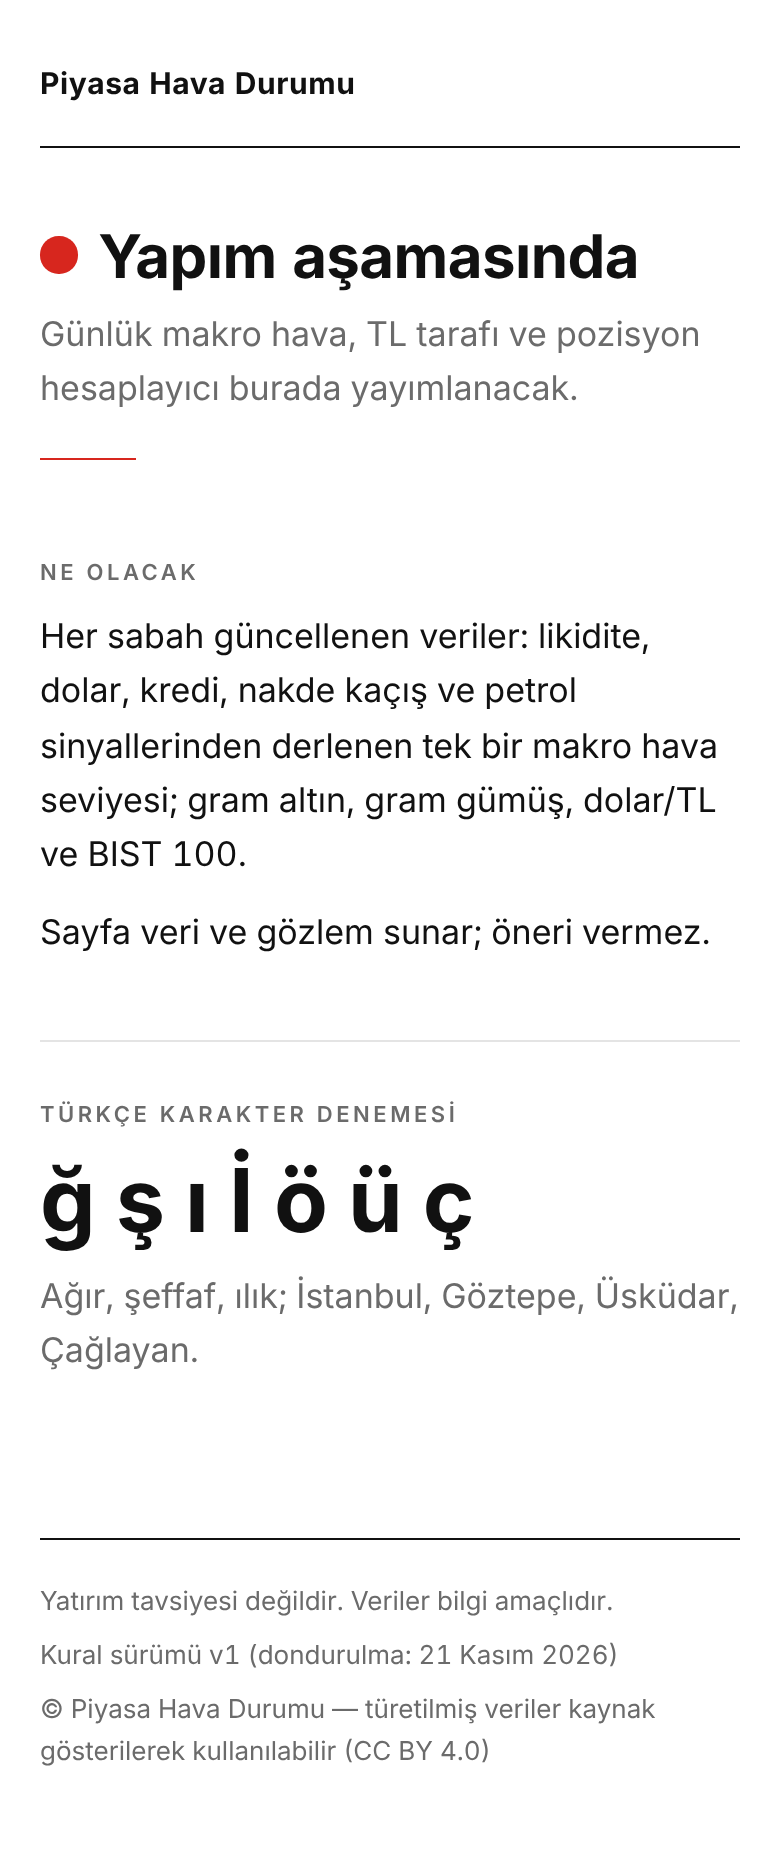 Piyasa Hava Durumu
Yapım aşamasında
Günlük makro hava, TL tarafı ve pozisyon
hesaplayıcı burada yayımlanacak.
NE OLACAK
Her sabah güncellenen veriler: likidite,
dolar, kredi, nakde kaçış ve petrol
sinyallerinden derlenen tek bir makro hava
seviyesi; gram altın, gram gümüş, dolar/TL
ve BIST 100.
Sayfa veri ve gözlem sunar; öneri vermez.
TÜRKÇE KARAKTER DENEMESİ
ğ ş ı İ ö ü ç
Ağır, şeffaf, ılık; İstanbul, Göztepe, Üsküdar,
Çağlayan.
Yatırım tavsiyesi değildir. Veriler bilgi amaçlıdır.
Kural sürümü v1 (dondurulma: 21 Kasım 2026)
© Piyasa Hava Durumu — türetilmiş veriler kaynak
gösterilerek kullanılabilir (CC BY 4.0)